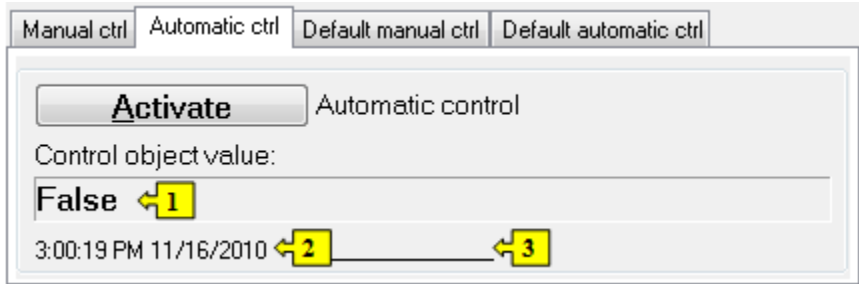 Manual ctrl Automatic ctrl Default manual ctrl Default automatic ctrl
Activate Automatic control
Control object value:
False 1
3:00:19 PM 11/16/2010 2 ______________ 3